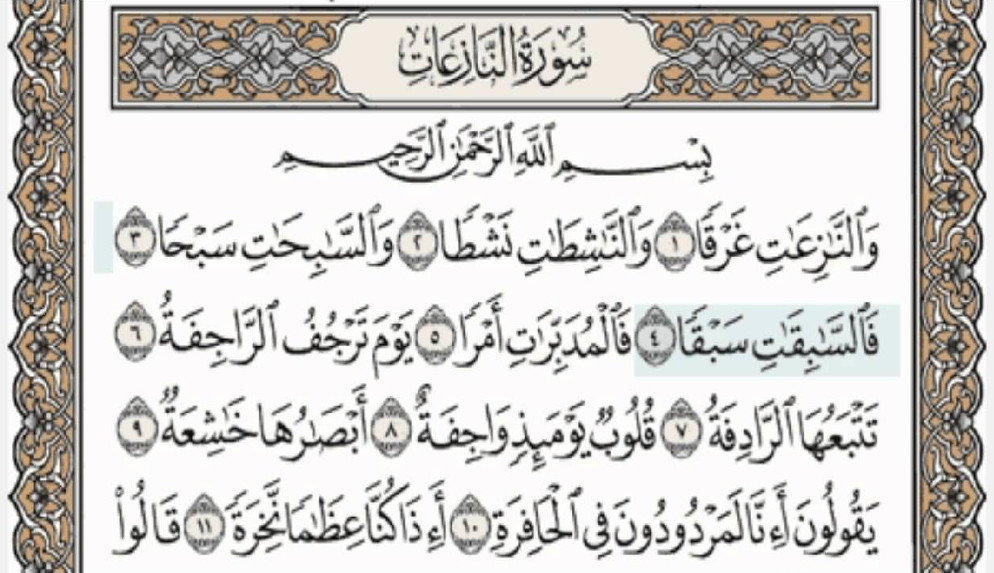 سُورَةُ النَّازِعَات
بِسْمِ ٱللَّهِ ٱلرَّحْمَٰنِ ٱلرَّحِيمِ
وَٱلنَّٰزِعَٰتِ غَرْقًا ١ وَٱلنَّٰشِطَٰتِ نَشْطًا ٢ وَٱلسَّٰبِحَٰتِ سَبْحًا ٣
فَٱلسَّٰبِقَٰتِ سَبْقًا ٤ فَٱلْمُدَبِّرَٰتِ أَمْرًا ٥ يَوْمَ تَرْجُفُ ٱلرَّاجِفَةُ ٦
تَتْبَعُهَا ٱلرَّادِفَةُ ٧ قُلُوبٌ يَوْمَئِذٍ وَاجِفَةٌ ٨ أَبْصَٰرُهَا خَٰشِعَةٌ ٩
يَقُولُونَ أَءِنَّا لَمَرْدُودُونَ فِى ٱلْحَافِرَةِ ١٠ أَءِذَا كُنَّا عِظَٰمًا نَّخِرَةً ١١ قَالُوا۟